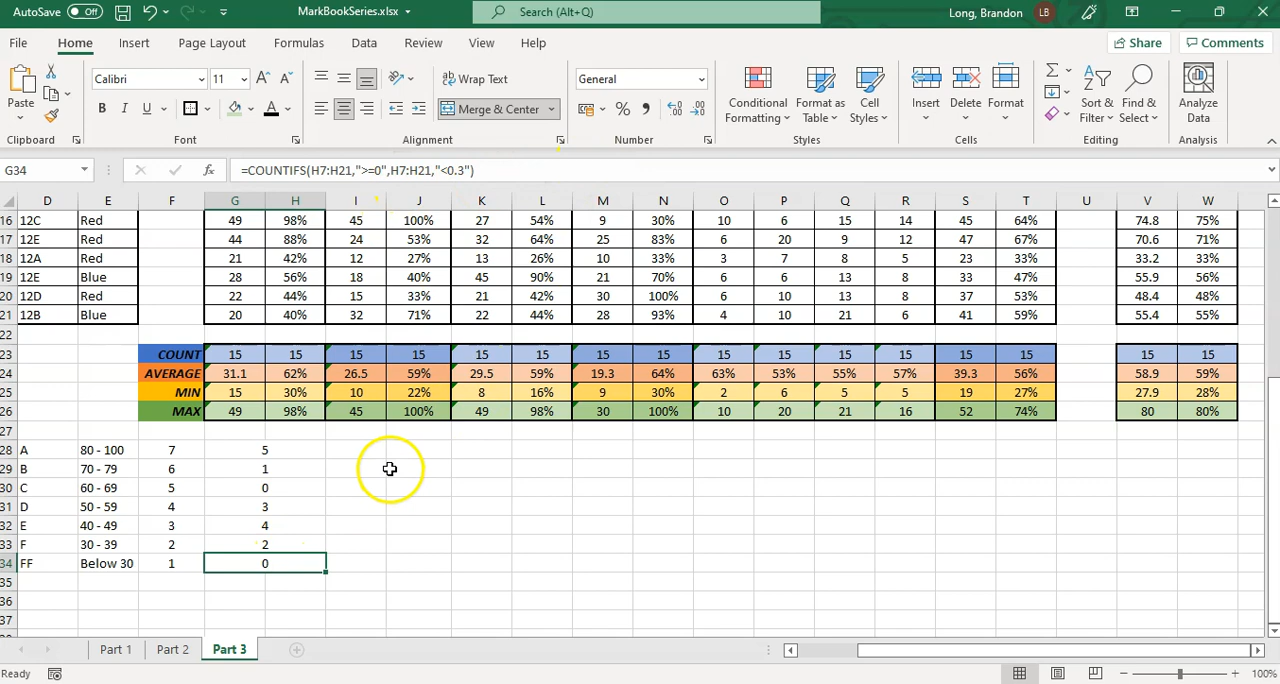 AutoSave Off MarkBookSeries.xlsx Search (Alt+Q) Long, Brandon LB
File Home Insert Page Layout Formulas Data Review View Help Share Comments
Calibri 11 Wrap Text General
Paste B I U A Merge & Center Conditional Formatting Format as Table Cell Styles Insert Delete Format Sort & Filter Find & Select Analyze Data
Clipboard Font Alignment Number Styles Cells Editing Analysis
G34 fx =COUNTIFS(H7:H21,">=0",H7:H21,"<0.3")
D E F G H I J K L M N O P Q R S T U V W
16 12C Red 49 98% 45 100% 27 54% 9 30% 10 6 15 14 45 64% 74.8 75%
17 12E Red 44 88% 24 53% 32 64% 25 83% 6 20 9 12 47 67% 70.6 71%
18 12A Red 21 42% 12 27% 13 26% 10 33% 3 7 8 5 23 33% 33.2 33%
19 12E Blue 28 56% 18 40% 45 90% 21 70% 6 6 13 8 33 47% 55.9 56%
20 12D Red 22 44% 15 33% 21 42% 30 100% 6 10 13 8 37 53% 48.4 48%
21 12B Blue 20 40% 32 71% 22 44% 28 93% 4 10 21 6 41 59% 55.4 55%
22
23 COUNT 15 15 15 15 15 15 15 15 15 15 15 15 15 15 15 15
24 AVERAGE 31.1 62% 26.5 59% 29.5 59% 19.3 64% 63% 53% 55% 57% 39.3 56% 58.9 59%
25 MIN 15 30% 10 22% 8 16% 9 30% 2 6 5 5 19 27% 27.9 28%
26 MAX 49 98% 45 100% 49 98% 30 100% 10 20 21 16 52 74% 80 80%
27
28 A 80 - 100 7 5
29 B 70 - 79 6 1
30 C 60 - 69 5 0
31 D 50 - 59 4 3
32 E 40 - 49 3 4
33 F 30 - 39 2 2
34 FF Below 30 1 0
35
36
37
Part 1 Part 2 Part 3
Ready 100%